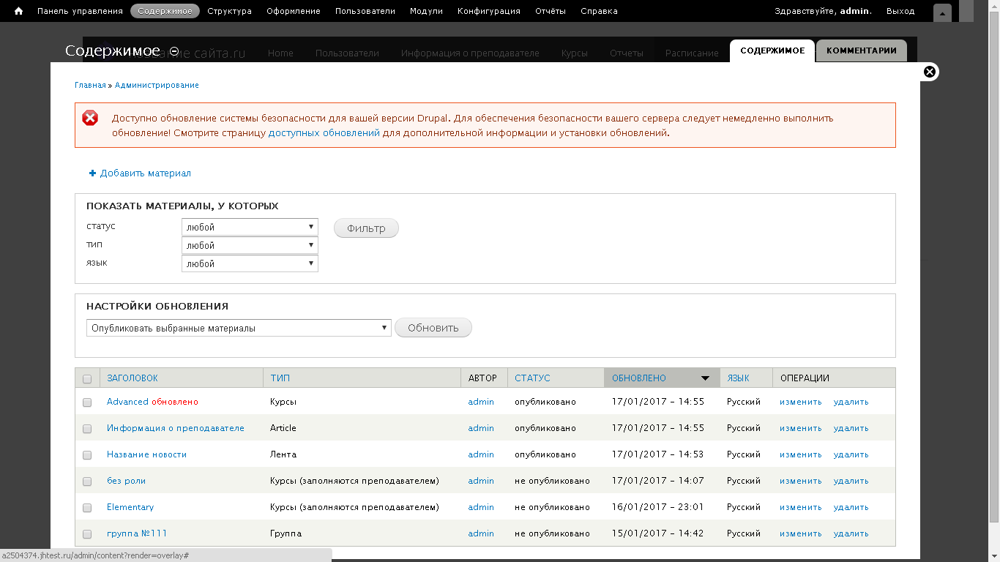 Панель управления Содержимое Структура Оформление Пользователи Модули Конфигурация Отчёты Справка Здравствуйте, admin. Выход
Содержимое
сайта.ru Home Пользователи Информация о преподавателе Курсы Отчеты Расписание СОДЕРЖИМОЕ КОММЕНТАРИИ
Главная » Администрирование
Доступно обновление системы безопасности для вашей версии Drupal. Для обеспечения безопасности вашего сервера следует немедленно выполнить
обновление! Смотрите страницу доступных обновлений для дополнительной информации и установки обновлений.
Добавить материал
ПОКАЗАТЬ МАТЕРИАЛЫ, У КОТОРЫХ
статус любой Фильтр
тип любой
язык любой
НАСТРОЙКИ ОБНОВЛЕНИЯ
Опубликовать выбранные материалы Обновить
ЗАГОЛОВОК ТИП АВТОР СТАТУС ОБНОВЛЕНО ЯЗЫК ОПЕРАЦИИ
Advanced обновлено Курсы admin опубликовано 17/01/2017 - 14:55 Русский изменить удалить
Информация о преподавателе Article admin опубликовано 17/01/2017 - 14:55 Русский изменить удалить
Название новости Лента admin опубликовано 17/01/2017 - 14:53 Русский изменить удалить
без роли Курсы (заполняются преподавателем) admin не опубликовано 17/01/2017 - 14:07 Русский изменить удалить
Elementary Курсы (заполняются преподавателем) admin не опубликовано 16/01/2017 - 23:01 Русский изменить удалить
группа №111 Группа admin не опубликовано 15/01/2017 - 14:42 Русский изменить удалить
a2504374.jhtest.ru/admin/content?render=overlay#